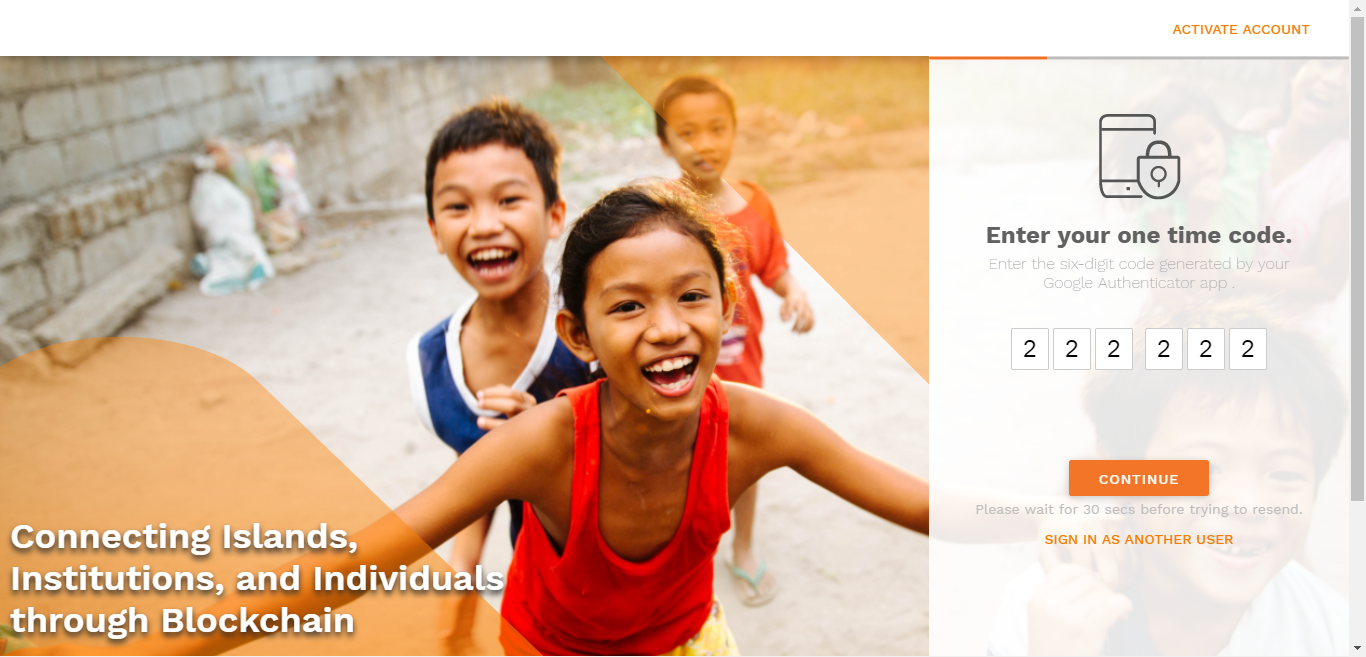 ACTIVATE ACCOUNT
Enter your one time code.
Enter the six-digit code generated by your
Google Authenticator app .
2 2 2 2 2 2
CONTINUE
Please wait for 30 secs before trying to resend.
SIGN IN AS ANOTHER USER
Connecting Islands,
Institutions, and Individuals
through Blockchain